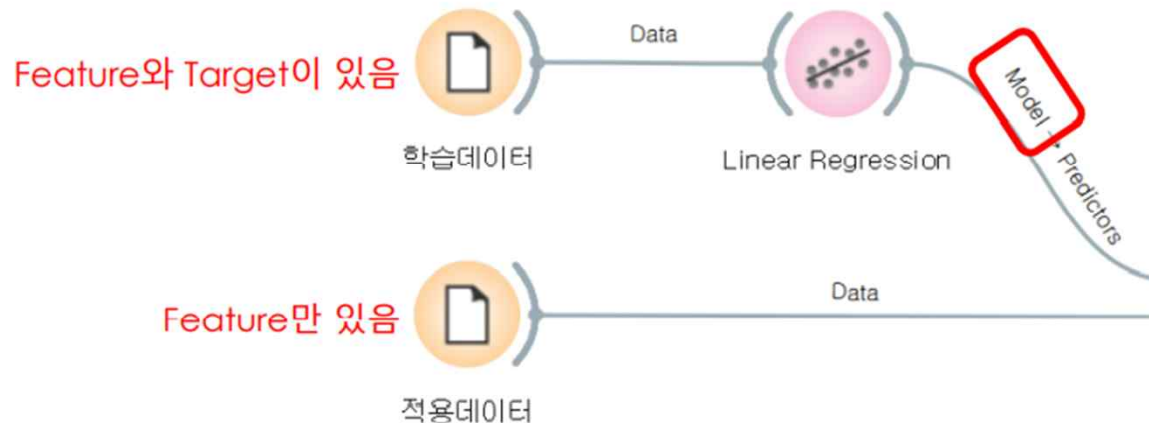 Data
Feature와 Target이 있음
학습데이터
Linear Regression
Model → Predictors
Feature만 있음
Data
적용데이터